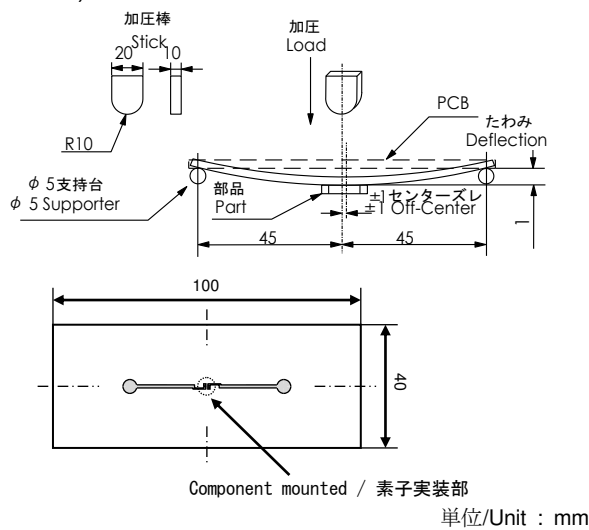 加圧棒
Stick
20
10
R10
加圧
Load
PCB
たわみ
Deflection
φ 5支持台
φ 5 Supporter
部品
Part
±1センターズレ
±1 Off-Center
1
45
45
100
40
Component mounted / 素子実装部
単位/Unit : mm